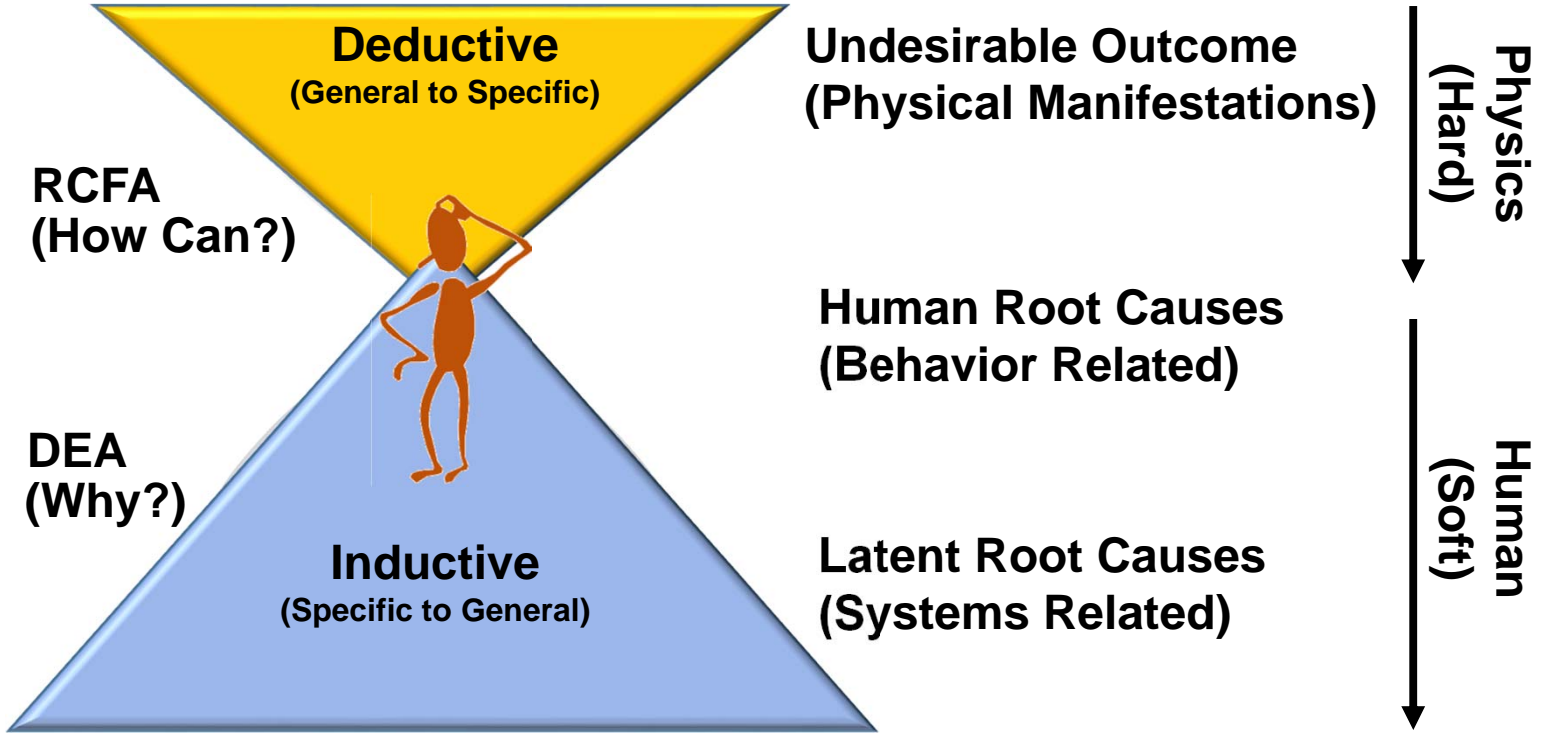 Deductive
(General to Specific)
Undesirable Outcome
(Physical Manifestations)
Physics
(Hard)
RCFA
(How Can?)
Human Root Causes
(Behavior Related)
DEA
(Why?)
Human
(Soft)
Inductive
(Specific to General)
Latent Root Causes
(Systems Related)